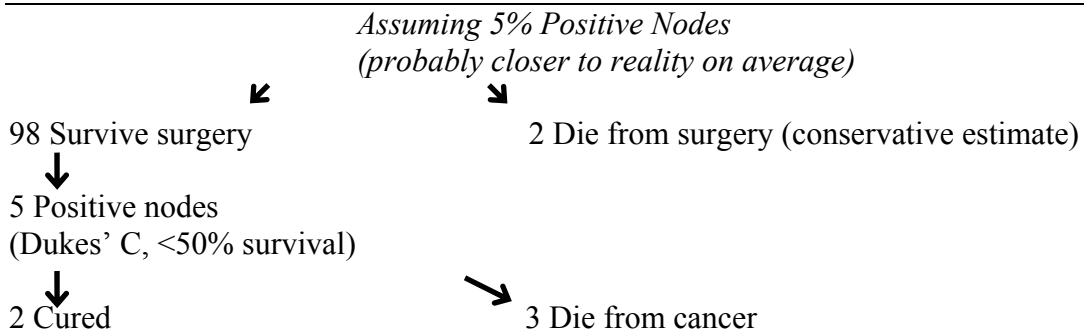 Assuming 5% Positive Nodes
(probably closer to reality on average)
98 Survive surgery 2 Die from surgery (conservative estimate)
5 Positive nodes
(Dukes’ C, <50% survival)
2 Cured 3 Die from cancer